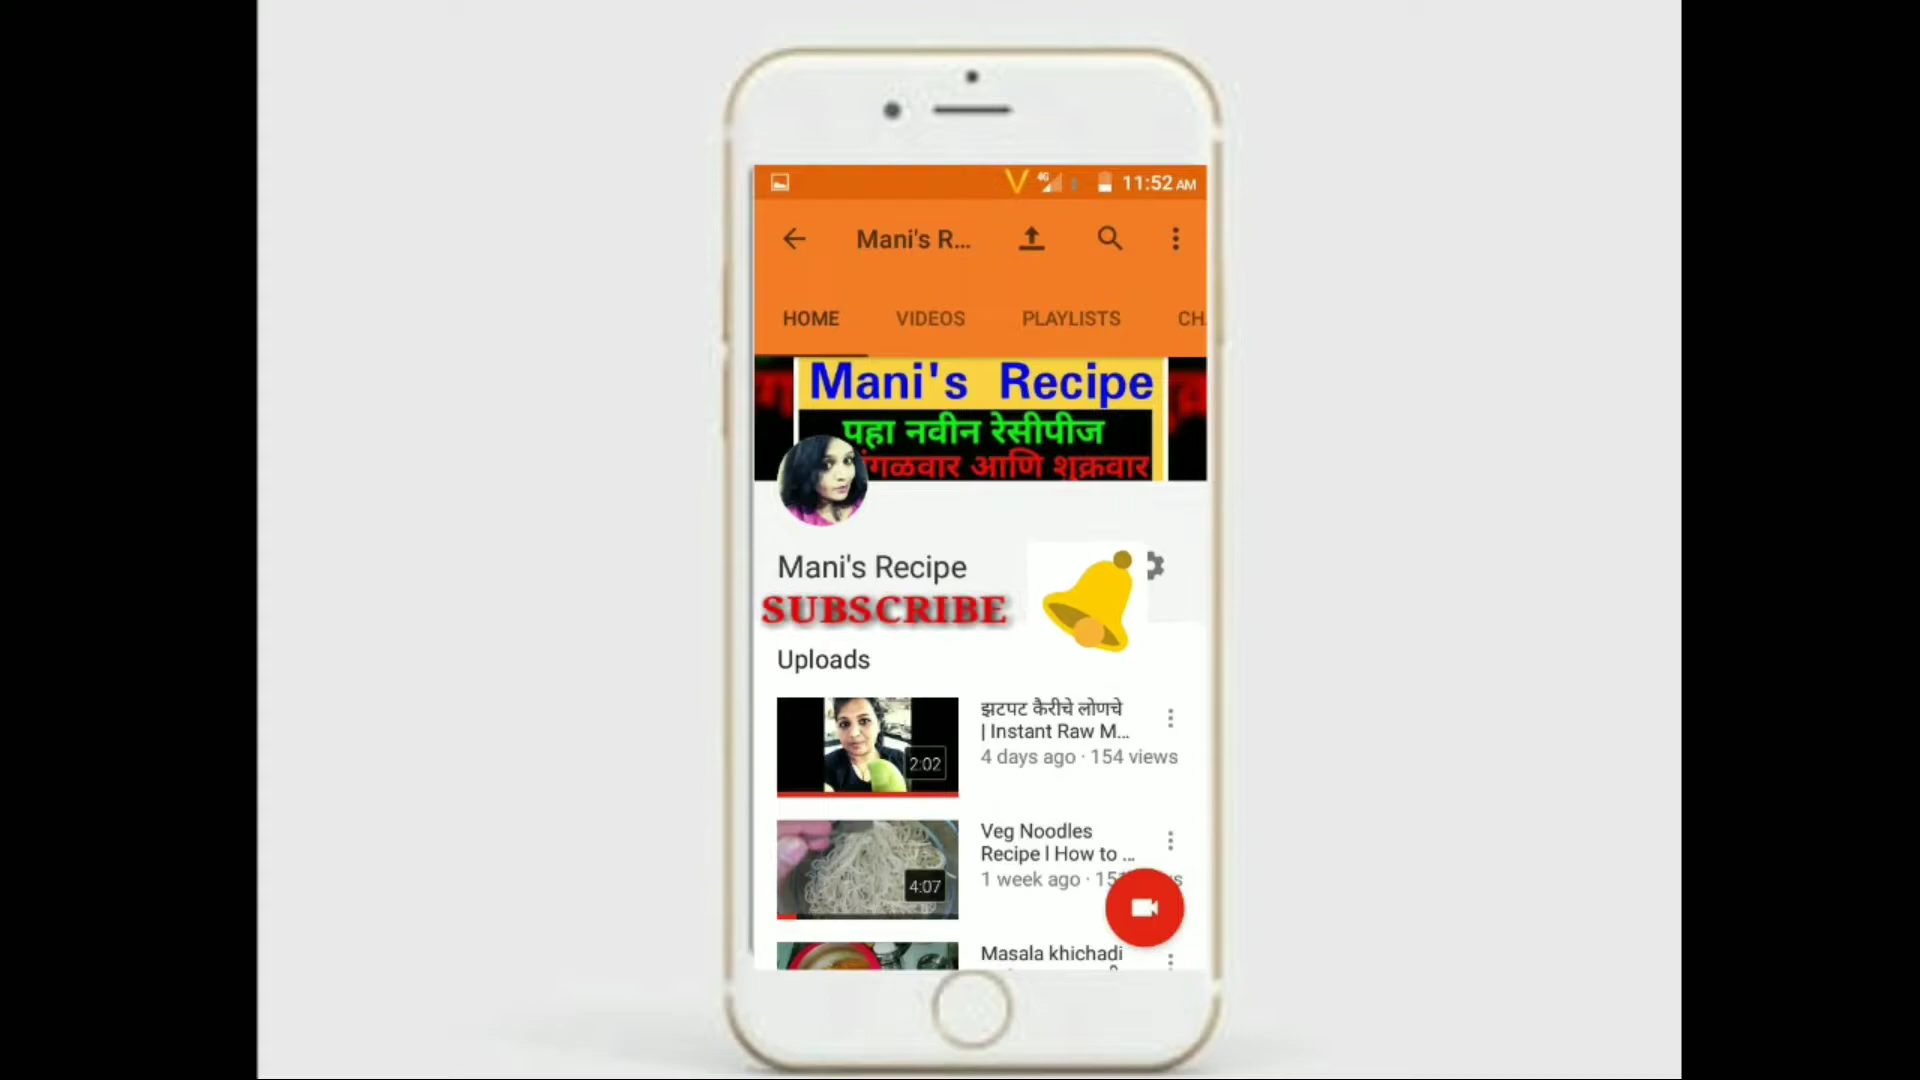 4G 11:52 AM
Mani's R...
HOME VIDEOS PLAYLISTS CH
Mani's Recipe
पहा नवीन रेसीपीज
आणि शुक्रवार
Mani's Recipe
SUBSCRIBE
Uploads
झटपट कैरीचे लोणचे
| Instant Raw M...
4 days ago · 154 views
2:02
Veg Noodles
Recipe l How to ...
1 week ago
4:07
Masala khichadi